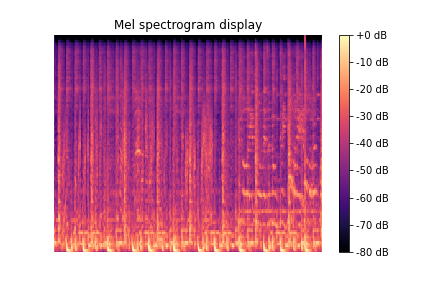 Mel spectrogram display
+0 dB
-10 dB
-20 dB
-30 dB
-40 dB
-50 dB
-60 dB
-70 dB
-80 dB